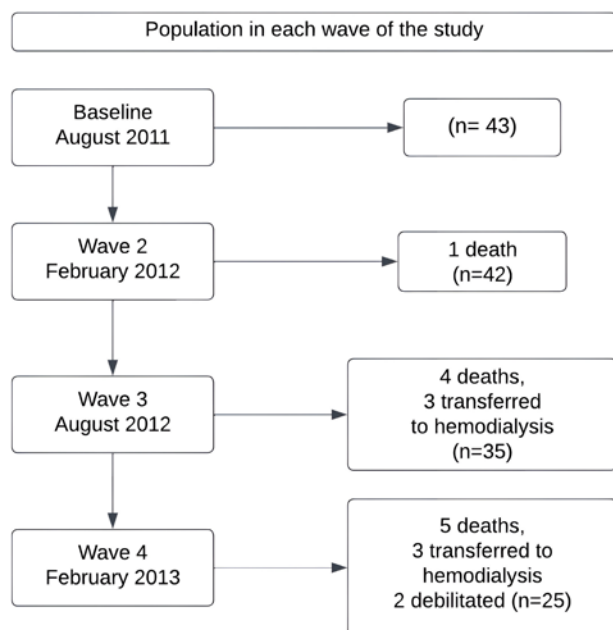 Population in each wave of the study
Baseline
August 2011
(n= 43)
Wave 2
February 2012
1 death
(n=42)
Wave 3
August 2012
4 deaths,
3 transferred
to hemodialysis
(n=35)
Wave 4
February 2013
5 deaths,
3 transferred to
hemodialysis
2 debilitated (n=25)